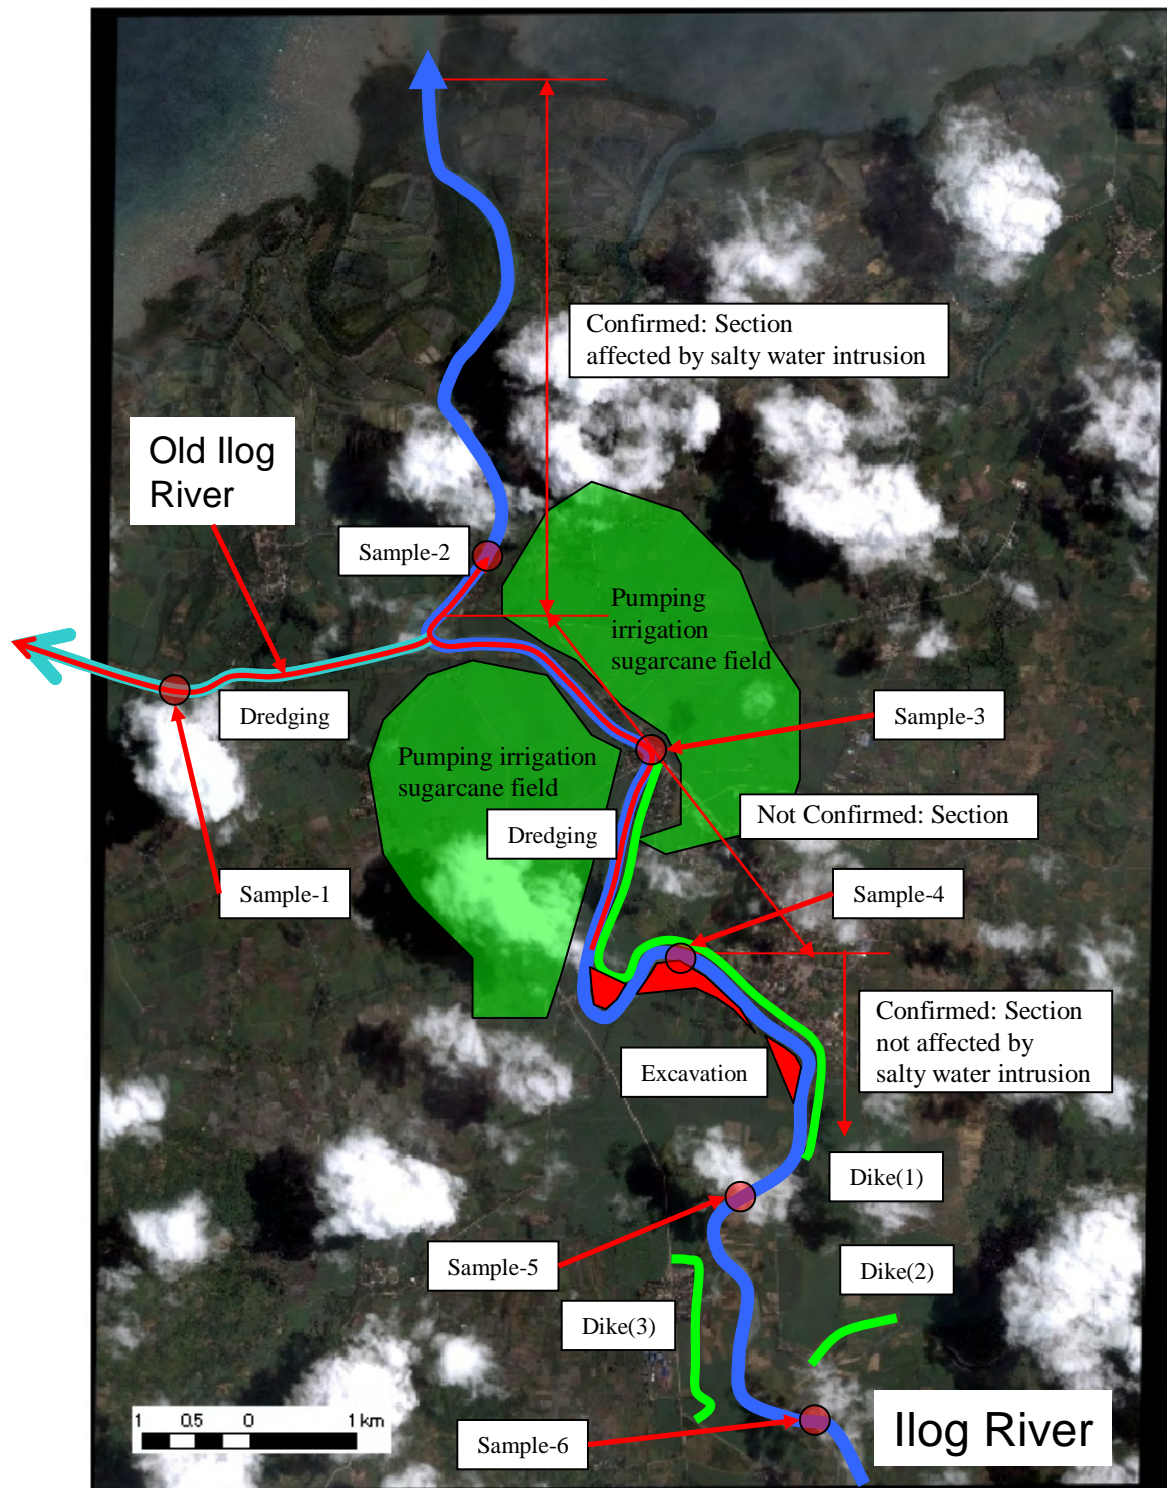 Confirmed: Section
affected by salty water intrusion
Old Ilog
River
Sample-2
Pumping
irrigation
sugarcane field
Dredging
Sample-3
Pumping irrigation
sugarcane field
Not Confirmed: Section
Dredging
Sample-1
Sample-4
Confirmed: Section
not affected by
salty water intrusion
Excavation
Dike(1)
Sample-5
Dike(2)
Dike(3)
1 0.5 0 1 km
Ilog River
Sample-6